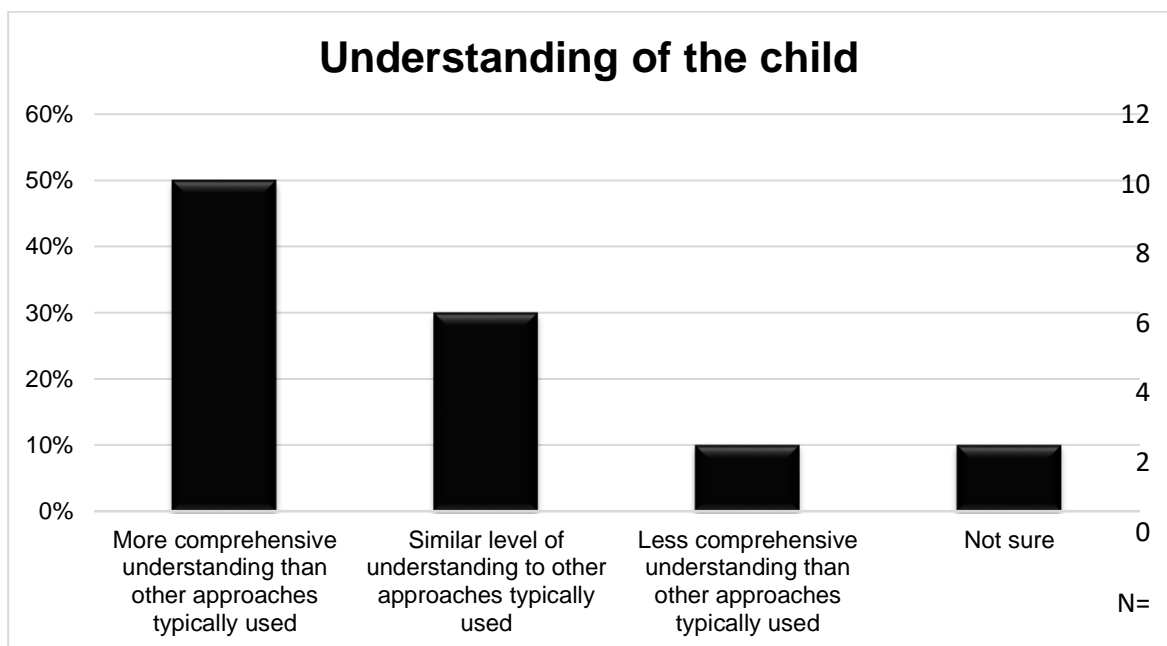 Understanding of the child
60%
50%
40%
30%
20%
10%
0%
12
10
8
6
4
2
0
More comprehensive
understanding than
other approaches
typically used
Similar level of
understanding to other
approaches typically
used
Less comprehensive
understanding than
other approaches
typically used
Not sure
N=